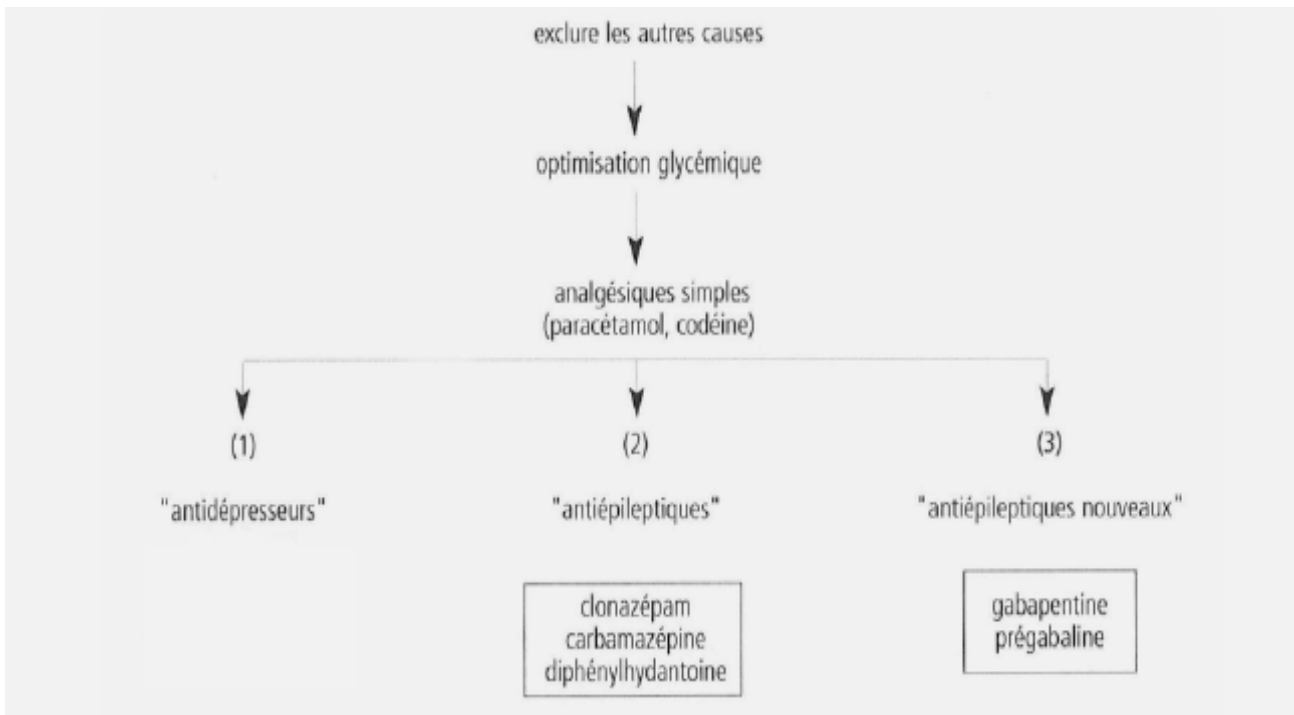 exclure les autres causes
optimisation glycémique
analgésiques simples
(paracétamol, codéine)
(1)
(2)
(3)
"antidépresseurs"
"antiépileptiques"
"antiépileptiques nouveaux"
clonazépam
carbamazépine
diphénylhydantoine
gabapentine
prégabaline